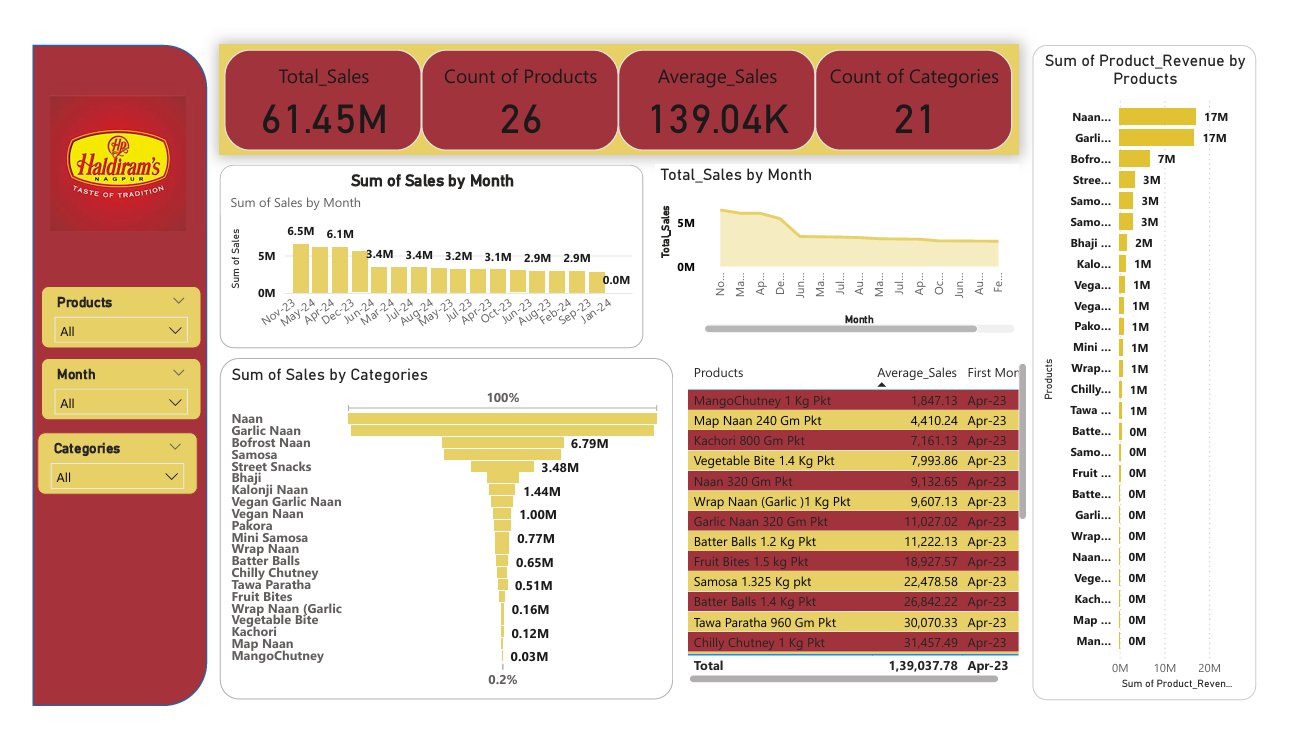 Haldiram's
NAGPUR
TASTE OF TRADITION
Products
All
Month
All
Categories
All
Total_Sales
61.45M
Count of Products
26
Average_Sales
139.04K
Count of Categories
21
Sum of Sales by Month
Sum of Sales by Month
Sum of Sales
5M
0M
6.5M
6.1M
3.4M
3.4M
3.2M
3.1M
2.9M
2.9M
0.0M
Nov-23
May-24
Apr-24
Dec-23
Jun-24
Mar-24
Jul-24
Aug-24
May-23
Jul-23
Apr-23
Oct-23
Jun-23
Aug-23
Feb-24
Sep-23
Jan-24
Total_Sales by Month
Total_Sales
5M
0M
No...
Ma...
Ap...
De...
Jun...
Ma...
Jul...
Au...
Ma...
Jul...
Ap...
Oc...
Jun...
Au...
Fe...
Month
Sum of Sales by Categories
100%
Naan
Garlic Naan
Bofrost Naan 6.79M
Samosa
Street Snacks 3.48M
Bhaji
Kalonji Naan 1.44M
Vegan Garlic Naan
Vegan Naan 1.00M
Pakora
Mini Samosa 0.77M
Wrap Naan
Batter Balls 0.65M
Chilly Chutney
Tawa Paratha 0.51M
Fruit Bites
Wrap Naan (Garlic 0.16M
Vegetable Bite
Kachori 0.12M
Map Naan
MangoChutney 0.03M
0.2%
Products Average_Sales First Mon
MangoChutney 1 Kg Pkt 1,847.13 Apr-23
Map Naan 240 Gm Pkt 4,410.24 Apr-23
Kachori 800 Gm Pkt 7,161.13 Apr-23
Vegetable Bite 1.4 Kg Pkt 7,993.86 Apr-23
Naan 320 Gm Pkt 9,132.65 Apr-23
Wrap Naan (Garlic )1 Kg Pkt 9,607.13 Apr-23
Garlic Naan 320 Gm Pkt 11,027.02 Apr-23
Batter Balls 1.2 Kg Pkt 11,222.13 Apr-23
Fruit Bites 1.5 kg Pkt 18,927.57 Apr-23
Samosa 1.325 Kg pkt 22,478.58 Apr-23
Batter Balls 1.4 Kg Pkt 26,842.22 Apr-23
Tawa Paratha 960 Gm Pkt 30,070.33 Apr-23
Chilly Chutney 1 Kg Pkt 31,457.49 Apr-23
Total 1,39,037.78 Apr-23
Sum of Product_Revenue by
Products
Products
Naan... 17M
Garli... 17M
Bofro... 7M
Stree... 3M
Samo... 3M
Samo... 3M
Bhaji ... 2M
Kalo... 1M
Vega... 1M
Vega... 1M
Pako... 1M
Mini ... 1M
Wrap... 1M
Chilly... 1M
Tawa ... 1M
Batte... 0M
Samo... 0M
Fruit ... 0M
Batte... 0M
Garli... 0M
Wrap... 0M
Naan... 0M
Vege... 0M
Kach... 0M
Map ... 0M
Man... 0M
0M 10M 20M
Sum of Product_Reven...